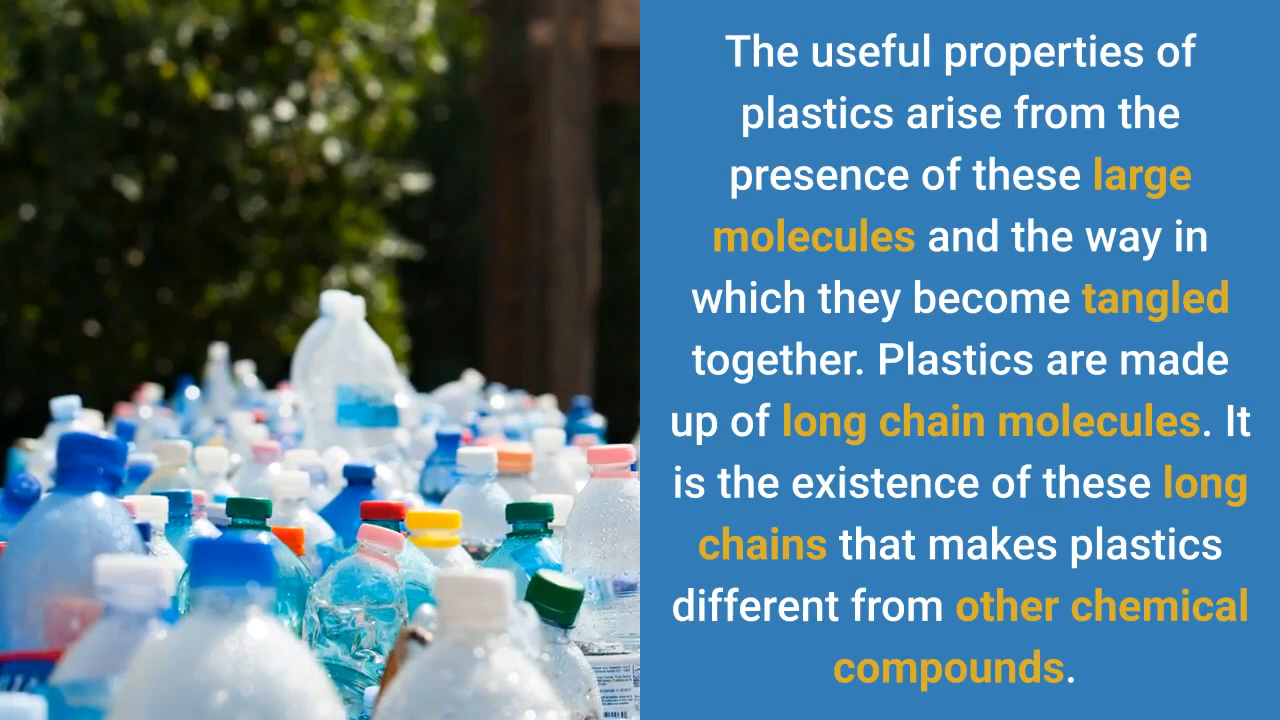 The useful properties of
plastics arise from the
presence of these large
molecules and the way in
which they become tangled
together. Plastics are made
up of long chain molecules. It
is the existence of these long
chains that makes plastics
different from other chemical
compounds.